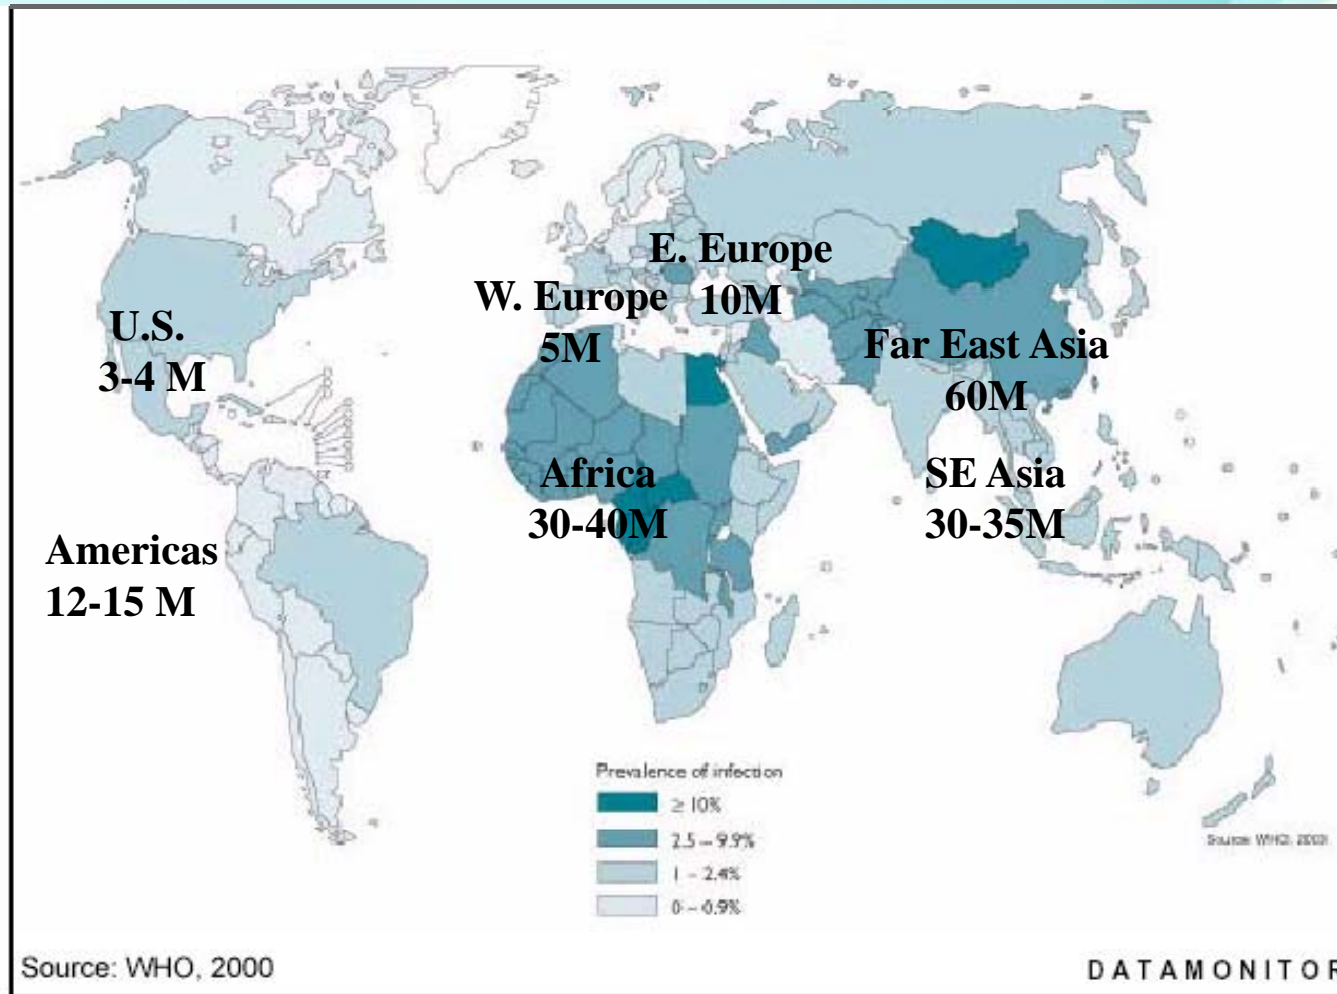 E. Europe
10M
W. Europe
5M
U.S.
3-4 M
Far East Asia
60M
Africa
30-40M
SE Asia
30-35M
Americas
12-15 M
Prevalence of infection
≥ 10%
2.5 – 9.9%
1 – 2.4%
0 – 0.9%
Source: WHO,
Source: WHO, 2000
DATAMONITOR